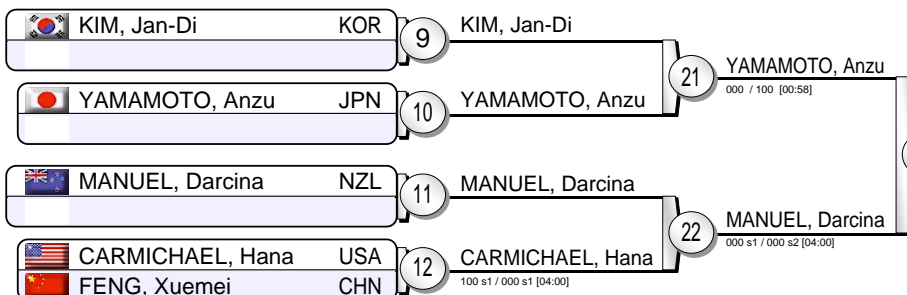 KIM, Jan-Di KOR
9
KIM, Jan-Di
YAMAMOTO, Anzu JPN
10
YAMAMOTO, Anzu
21
YAMAMOTO, Anzu
000 / 100 [00:58]
MANUEL, Darcina NZL
11
MANUEL, Darcina
CARMICHAEL, Hana USA
FENG, Xuemei CHN
12
CARMICHAEL, Hana
100 s1 / 000 s1 [04:00]
22
MANUEL, Darcina
000 s1 / 000 s2 [04:00]